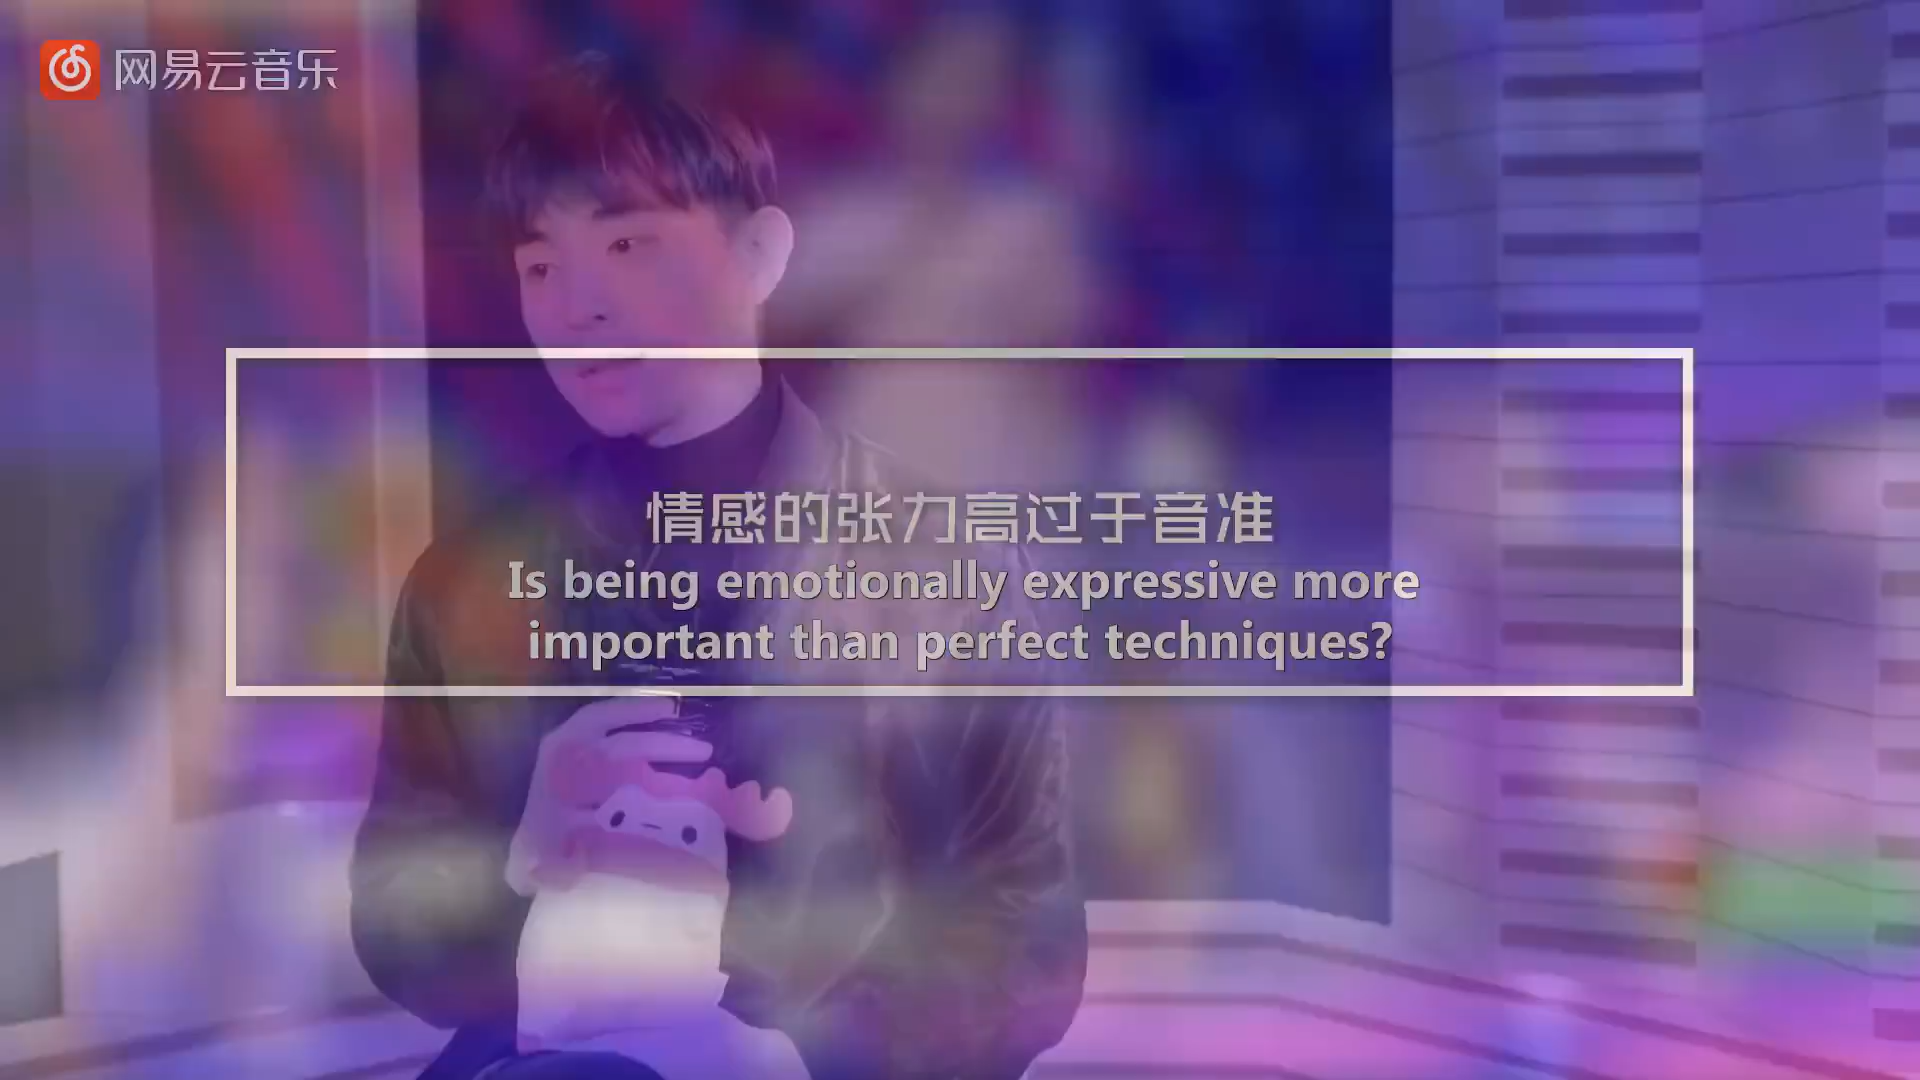 网易云音乐
情感的张力高过于音准
Is being emotionally expressive more
important than perfect techniques?